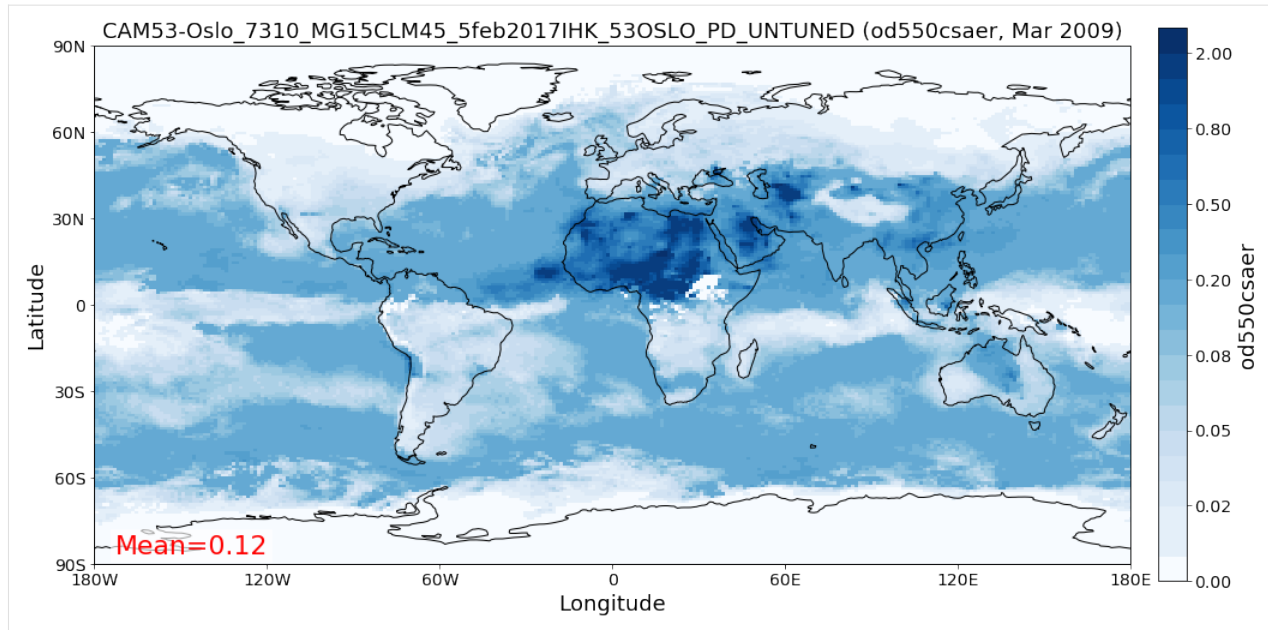 CAM53-Oslo_7310_MG15CLM45_5feb2017IHK_53OSLO_PD_UNTUNED (od550csaer, Mar 2009)
90N
60N
30N
0
30S
60S
90S
Latitude
Mean=0.12
180W
120W
60W
0
60E
120E
180E
Longitude
2.00
0.80
0.50
0.20
0.08
0.05
0.02
0.00
od550csaer